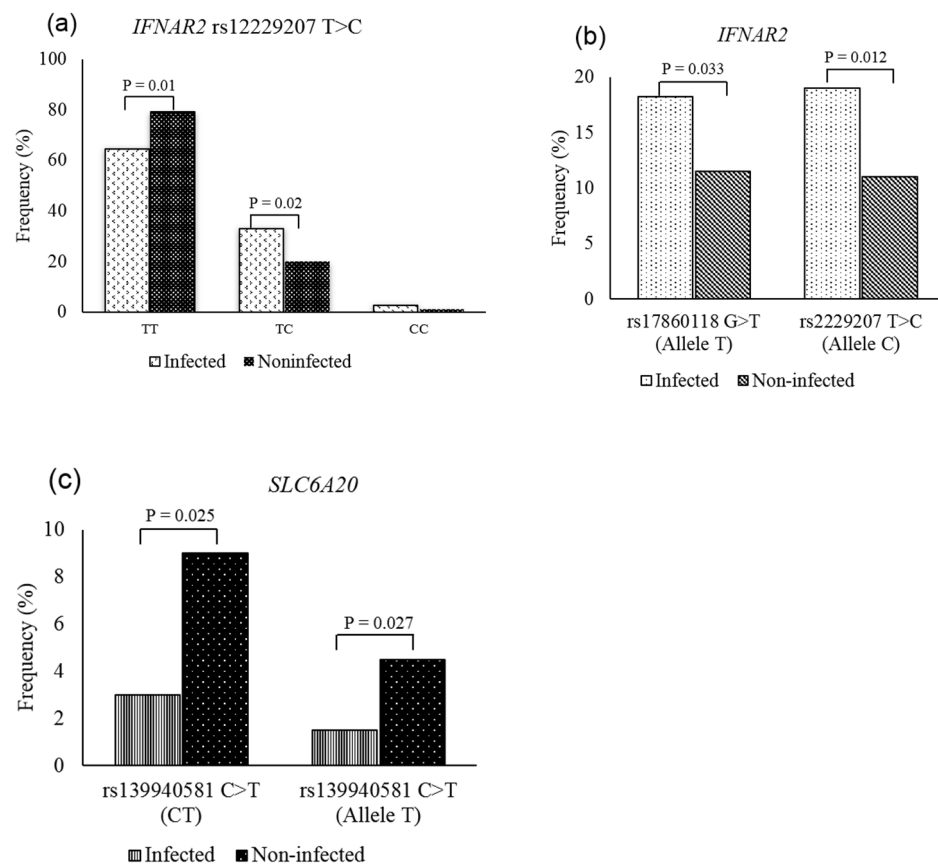 (a)
IFNAR2 rs12229207 T>C
100
80
60
40
20
0
Frequency (%)
P = 0.01
P = 0.02
TT
TC
CC
Infected
Noninfected
(b)
IFNAR2
20
15
10
5
0
Frequency (%)
P = 0.033
P = 0.012
rs17860118 G>T
(Allele T)
rs2229207 T>C
(Allele C)
Infected
Non-infected
(c)
SLC6A20
10
8
6
4
2
0
Frequency (%)
P = 0.025
P = 0.027
rs139940581 C>T
(CT)
rs139940581 C>T
(Allele T)
Infected
Non-infected